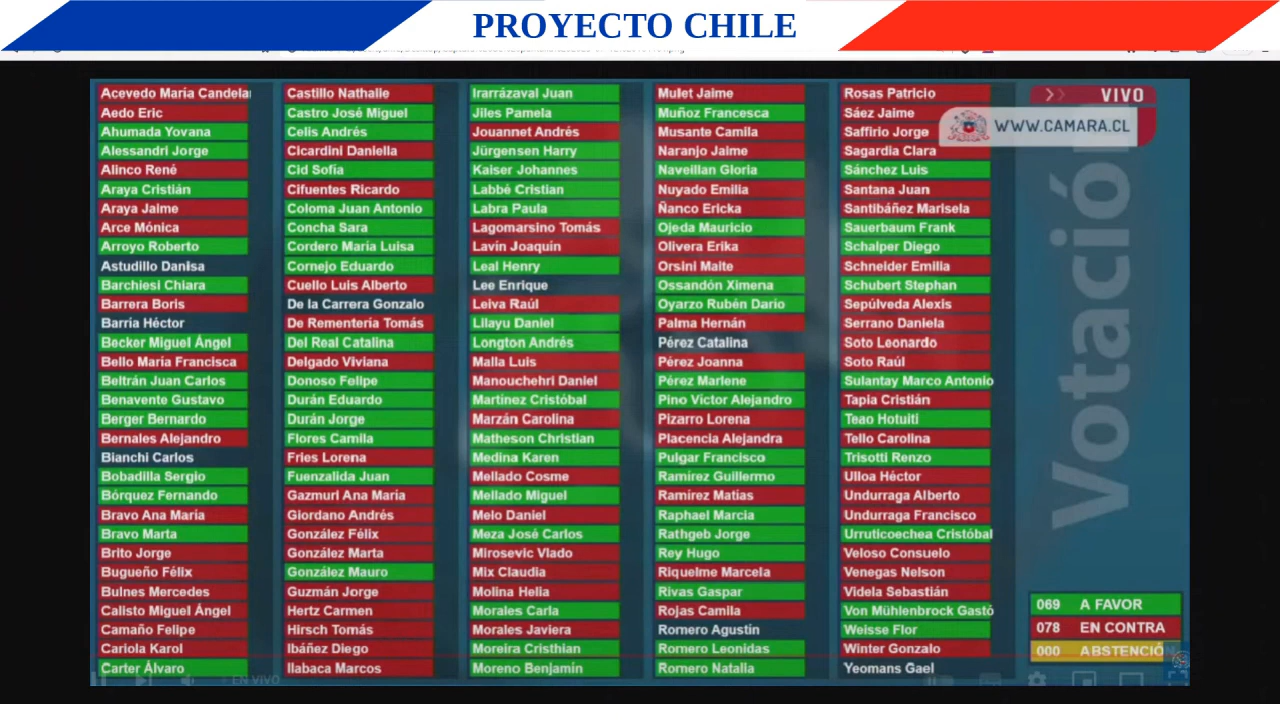 PROYECTO CHILE
Acevedo María Candelar
Aedo Eric
Ahumada Yovana
Alessandri Jorge
Alinco René
Araya Cristián
Araya Jaime
Arce Mónica
Arroyo Roberto
Astudillo Danisa
Barchiesi Chiara
Barrera Boris
Barría Héctor
Becker Miguel Ángel
Bello María Francisca
Beltrán Juan Carlos
Benavente Gustavo
Berger Bernardo
Bernales Alejandro
Bianchi Carlos
Bobadilla Sergio
Bórquez Fernando
Bravo Ana María
Bravo Marta
Brito Jorge
Bugueño Félix
Bulnes Mercedes
Calisto Miguel Ángel
Camaño Felipe
Cariola Karol
Carter Álvaro
Castillo Nathalie
Castro José Miguel
Celis Andrés
Cicardini Daniella
Cid Sofía
Cifuentes Ricardo
Coloma Juan Antonio
Concha Sara
Cordero María Luisa
Cornejo Eduardo
Cuello Luis Alberto
De la Carrera Gonzalo
De Rementería Tomás
Del Real Catalina
Delgado Viviana
Donoso Felipe
Durán Eduardo
Durán Jorge
Flores Camila
Fries Lorena
Fuenzalida Juan
Gazmuri Ana María
Giordano Andrés
González Félix
González Marta
González Mauro
Guzmán Jorge
Hertz Carmen
Hirsch Tomás
Ibáñez Diego
Ilabaca Marcos
Irarrázaval Juan
Jiles Pamela
Jouannet Andrés
Jürgensen Harry
Kaiser Johannes
Labbé Cristian
Labra Paula
Lagomarsino Tomás
Lavín Joaquín
Leal Henry
Lee Enrique
Leiva Raúl
Lilayu Daniel
Longton Andrés
Malla Luis
Manouchehri Daniel
Martínez Cristóbal
Marzán Carolina
Matheson Christian
Medina Karen
Mellado Cosme
Mellado Miguel
Melo Daniel
Meza José Carlos
Mirosevic Vlado
Mix Claudia
Molina Helia
Morales Carla
Morales Javiera
Moreira Cristhian
Moreno Benjamín
Mulet Jaime
Muñoz Francesca
Musante Camila
Naranjo Jaime
Naveillan Gloria
Nuyado Emilia
Ñanco Ericka
Ojeda Mauricio
Olivera Erika
Orsini Maite
Ossandón Ximena
Oyarzo Rubén Darío
Palma Hernán
Pérez Catalina
Pérez Joanna
Pérez Marlene
Pino Víctor Alejandro
Pizarro Lorena
Placencia Alejandra
Pulgar Francisco
Ramírez Guillermo
Ramírez Matías
Raphael Marcia
Rathgeb Jorge
Rey Hugo
Riquelme Marcela
Rivas Gaspar
Rojas Camila
Romero Agustín
Romero Leonidas
Romero Natalia
Rosas Patricio
Sáez Jaime
Saffirio Jorge
Sagardia Clara
Sánchez Luis
Santana Juan
Santibáñez Marisela
Sauerbaum Frank
Schalper Diego
Schneider Emilia
Schubert Stephan
Sepúlveda Alexis
Serrano Daniela
Soto Leonardo
Soto Raúl
Sulantay Marco Antonio
Tapia Cristián
Teao Hotuiti
Tello Carolina
Trisotti Renzo
Ulloa Héctor
Undurraga Alberto
Undurraga Francisco
Urruticoechea Cristóbal
Veloso Consuelo
Venegas Nelson
Videla Sebastián
Von Mühlenbrock Gastó
Weisse Flor
Winter Gonzalo
Yeomans Gael
VIVO
WWW.CAMARA.CL
Votación
069 A FAVOR
078 EN CONTRA
000 ABSTENCIÓN
EN VIVO